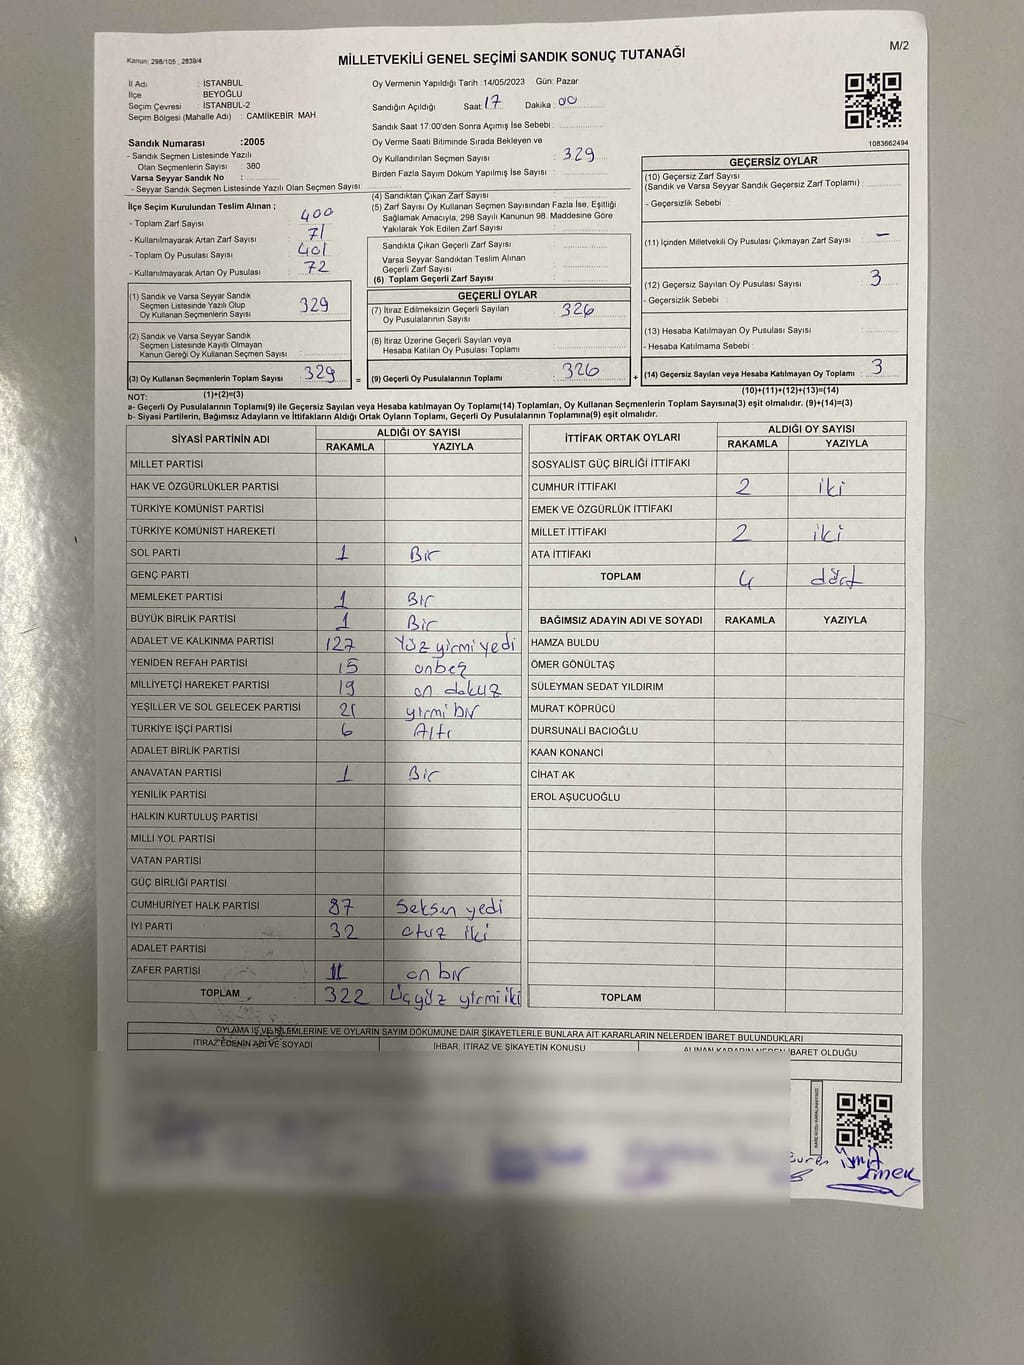 Kanun: 298/105 , 2839/4
MİLLETVEKİLİ GENEL SEÇİMİ SANDIK SONUÇ TUTANAĞI
M/2
İl Adı : İSTANBUL
İlçe BEYOĞLU
Seçim Çevresi : İSTANBUL-2
Seçim Bölgesi (Mahalle Adı) : CAMİİKEBİR MAH.
Sandık Numarası :2005
- Sandık Seçmen Listesinde Yazılı
Olan Seçmenlerin Sayısı : 380
Varsa Seyyar Sandık No :
- Seyyar Sandık Seçmen Listesinde Yazılı Olan Seçmen Sayısı:
Oy Vermenin Yapıldığı Tarih :14/05/2023 Gün: Pazar
Sandığın Açıldığı Saat: 17 Dakika : 00
Sandık Saat 17:00'den Sonra Açımış İse Sebebi :
Oy Verme Saati Bitiminde Sırada Bekleyen ve
Oy Kullandırılan Seçmen Sayısı : 329
Birden Fazla Sayım Döküm Yapılmış İse Sayısı :
1083662494
İlçe Seçim Kurulundan Teslim Alınan ;
- Toplam Zarf Sayısı : 400
- Kullanılmayarak Artan Zarf Sayısı : 71
- Toplam Oy Pusulası Sayısı : 401
- Kullanılmayarak Artan Oy Pusulası : 72
(1) Sandık ve Varsa Seyyar Sandık
Seçmen Listesinde Yazılı Olup
Oy Kullanan Seçmenlerin Sayısı 329
(2) Sandık ve Varsa Seyyar Sandık
Seçmen Listesinde Kayıtlı Olmayan
Kanun Gereği Oy Kullanan Seçmen Sayısı
(3) Oy Kullanan Seçmenlerin Toplam Sayısı : 329
(4) Sandıktan Çıkan Zarf Sayısı :
(5) Zarf Sayısı Oy Kullanan Seçmen Sayısından Fazla İse, Eşitliği
Sağlamak Amacıyla; 298 Sayılı Kanunun 98. Maddesine Göre
Yakılarak Yok Edilen Zarf Sayısı :
Sandıkta Çıkan Geçerli Zarf Sayısı :
Varsa Seyyar Sandıktan Teslim Alınan
Geçerli Zarf Sayısı :
(6) Toplam Geçerli Zarf Sayısı :
GEÇERLİ OYLAR
(7) İtiraz Edilmeksizin Geçerli Sayılan
Oy Pusulalarının Sayısı : 326
(8) İtiraz Üzerine Geçerli Sayılan veya
Hesaba Katılan Oy Pusulası Toplamı :
= (9) Geçerli Oy Pusulalarının Toplamı : 326
GEÇERSİZ OYLAR
(10) Geçersiz Zarf Sayısı
(Sandık ve Varsa Seyyar Sandık Geçersiz Zarf Toplamı) :
- Geçersizlik Sebebi :
(11) İçinden Milletvekili Oy Pusulası Çıkmayan Zarf Sayısı : –
(12) Geçersiz Sayılan Oy Pusulası Sayısı : 3
- Geçersizlik Sebebi :
(13) Hesaba Katılmayan Oy Pusulası Sayısı :
- Hesaba Katılmama Sebebi :
+ (14) Geçersiz Sayılan veya Hesaba Katılmayan Oy Toplamı : 3
NOT: (1)+(2)=(3)
(10)+(11)+(12)+(13)=(14)
a- Geçerli Oy Pusulalarının Toplamı(9) ile Geçersiz Sayılan veya Hesaba katılmayan Oy Toplamı(14) Toplamları, Oy Kullanan Seçmenlerin Toplam Sayısına(3) eşit olmalıdır. (9)+(14)=(3)
b- Siyasi Partilerin, Bağımsız Adayların ve İttifakların Aldığı Ortak Oyların Toplamı, Geçerli Oy Pusulalarının Toplamına(9) eşit olmalıdır.
SİYASİ PARTİNİN ADI ALDIĞI OY SAYISI
RAKAMLA YAZIYLA
MİLLET PARTİSİ
HAK VE ÖZGÜRLÜKLER PARTİSİ
TÜRKİYE KOMÜNİST PARTİSİ
TÜRKİYE KOMÜNİST HAREKETİ
SOL PARTİ 1 Bir
GENÇ PARTİ
MEMLEKET PARTİSİ 1 Bir
BÜYÜK BİRLİK PARTİSİ 1 Bir
ADALET VE KALKINMA PARTİSİ 127 Yüz yirmi yedi
YENİDEN REFAH PARTİSİ 15 onbeş
MİLLİYETÇİ HAREKET PARTİSİ 19 on dokuz
YEŞİLLER VE SOL GELECEK PARTİSİ 21 yirmi bir
TÜRKİYE İŞÇİ PARTİSİ 6 Altı
ADALET BİRLİK PARTİSİ
ANAVATAN PARTİSİ 1 Bir
YENİLİK PARTİSİ
HALKIN KURTULUŞ PARTİSİ
MİLLİ YOL PARTİSİ
VATAN PARTİSİ
GÜÇ BİRLİĞİ PARTİSİ
CUMHURİYET HALK PARTİSİ 87 Seksen yedi
İYİ PARTİ 32 otuz iki
ADALET PARTİSİ
ZAFER PARTİSİ 11 on bir
TOPLAM 322 Üçyüz yirmi iki
İTTİFAK ORTAK OYLARI ALDIĞI OY SAYISI
RAKAMLA YAZIYLA
SOSYALİST GÜÇ BİRLİĞİ İTTİFAKI
CUMHUR İTTİFAKI 2 iki
EMEK VE ÖZGÜRLÜK İTTİFAKI
MİLLET İTTİFAKI 2 iki
ATA İTTİFAKI
TOPLAM 4 dört
BAĞIMSIZ ADAYIN ADI VE SOYADI RAKAMLA YAZIYLA
HAMZA BULDU
ÖMER GÖNÜLTAŞ
SÜLEYMAN SEDAT YILDIRIM
MURAT KÖPRÜCÜ
DURSUNALİ BACIOĞLU
KAAN KONANCİ
CİHAT AK
EROL AŞUCUOĞLU
TOPLAM
OYLAMA İŞ VE İŞLEMLERİNE VE OYLARIN SAYIM DÖKÜMÜNE DAİR ŞİKAYETLERLE BUNLARA AİT KARARLARIN NELERDEN İBARET BULUNDUKLARI
İTİRAZ EDENİN ADI VE SOYADI İHBAR, İTİRAZ VE ŞİKAYETİN KONUSU ALINAN KARARIN NEDEN İBARET OLDUĞU